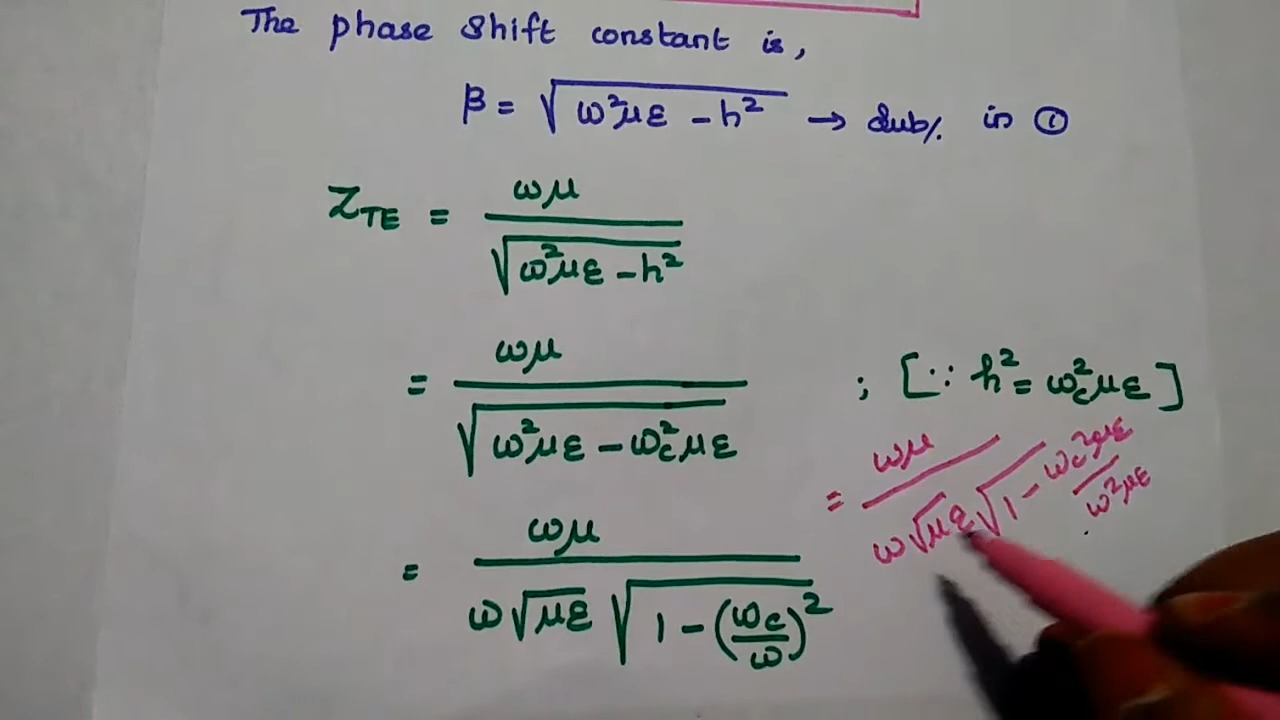 The phase shift constant is,
β = √(ω²με - h²) → sub/. in ①
Z_TE = ωμ / √(ω²με - h²)
= ωμ / √(ω²με - ω_c²με) ; [∵ h² = ω_c²με]
= ωμ / ω√με √(1 - ω_c²με / ω²με)
= ωμ / ω√με √(1 - (ω_c/ω)²)